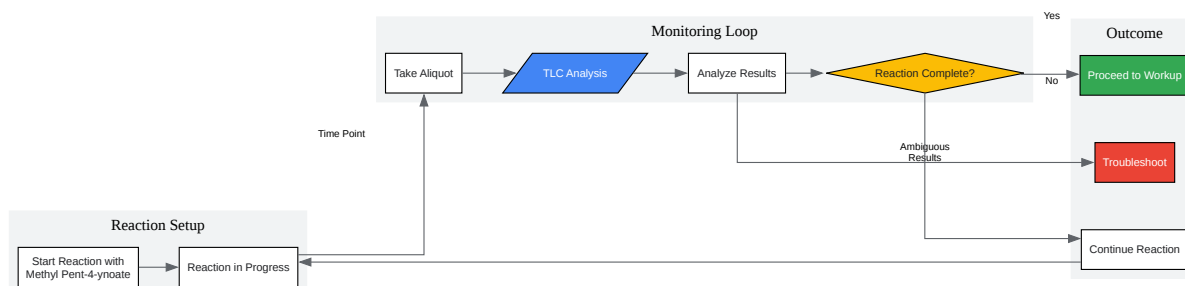 Yes
Monitoring Loop
Outcome
Take Aliquot
TLC Analysis
Analyze Results
Reaction Complete?
Proceed to Workup
No
Time Point
Ambiguous
Results
Troubleshoot
Reaction Setup
Start Reaction with
Methyl Pent-4-ynoate
Reaction in Progress
Continue Reaction